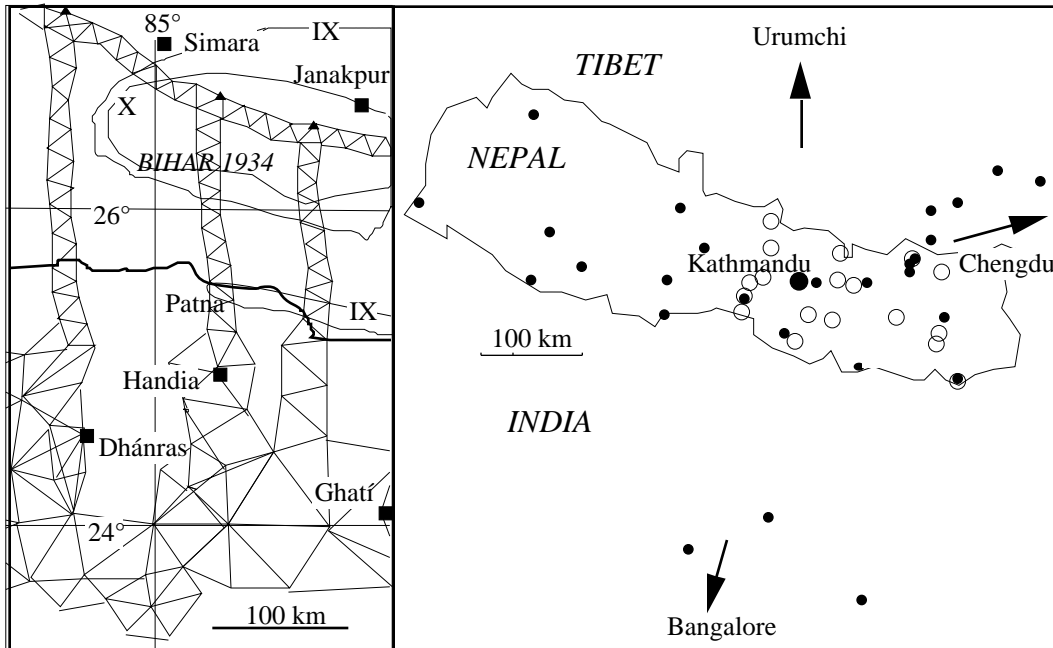 85°
IX
Simara
Janakpur
X
BIHAR 1934
26°
Patna
IX
Handia
Dhánras
Ghatí
24°
100 km
Urumchi
TIBET
NEPAL
Kathmandu
Chengdu
100 km
INDIA
Bangalore